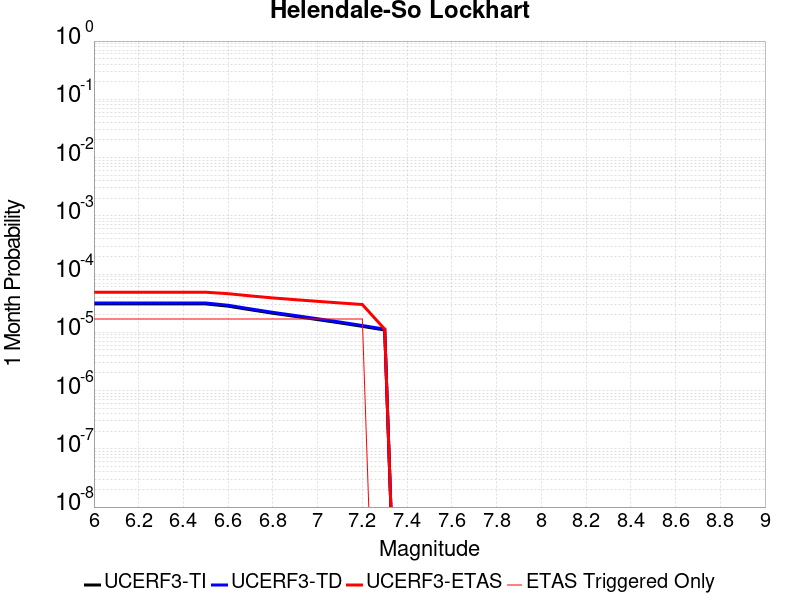 Helendale-So Lockhart
10^0
10^-1
10^-2
10^-3
10^-4
10^-5
10^-6
10^-7
10^-8
1 Month Probability
6 6.2 6.4 6.6 6.8 7 7.2 7.4 7.6 7.8 8 8.2 8.4 8.6 8.8 9
Magnitude
UCERF3-TI UCERF3-TD UCERF3-ETAS ETAS Triggered Only